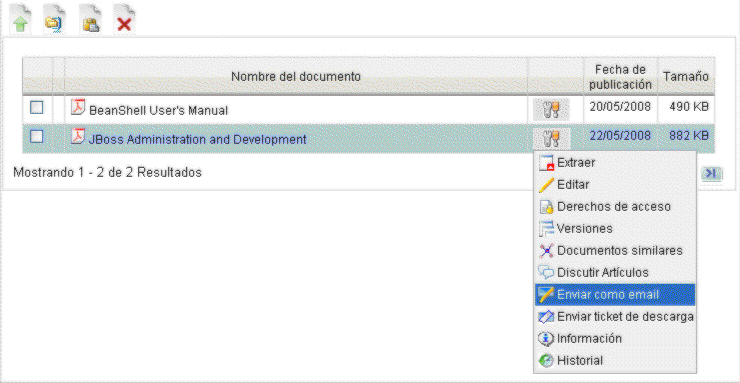 Nombre del documento
Fecha de
publicación
Tamaño
BeanShell User's Manual 20/05/2008 490 KB
JBoss Administration and Development 22/05/2008 882 KB
Mostrando 1 - 2 de 2 Resultados
Extraer
Editar
Derechos de acceso
Versiones
Documentos similares
Discutir Artículos
Enviar como email
Enviar ticket de descarga
Información
Historial